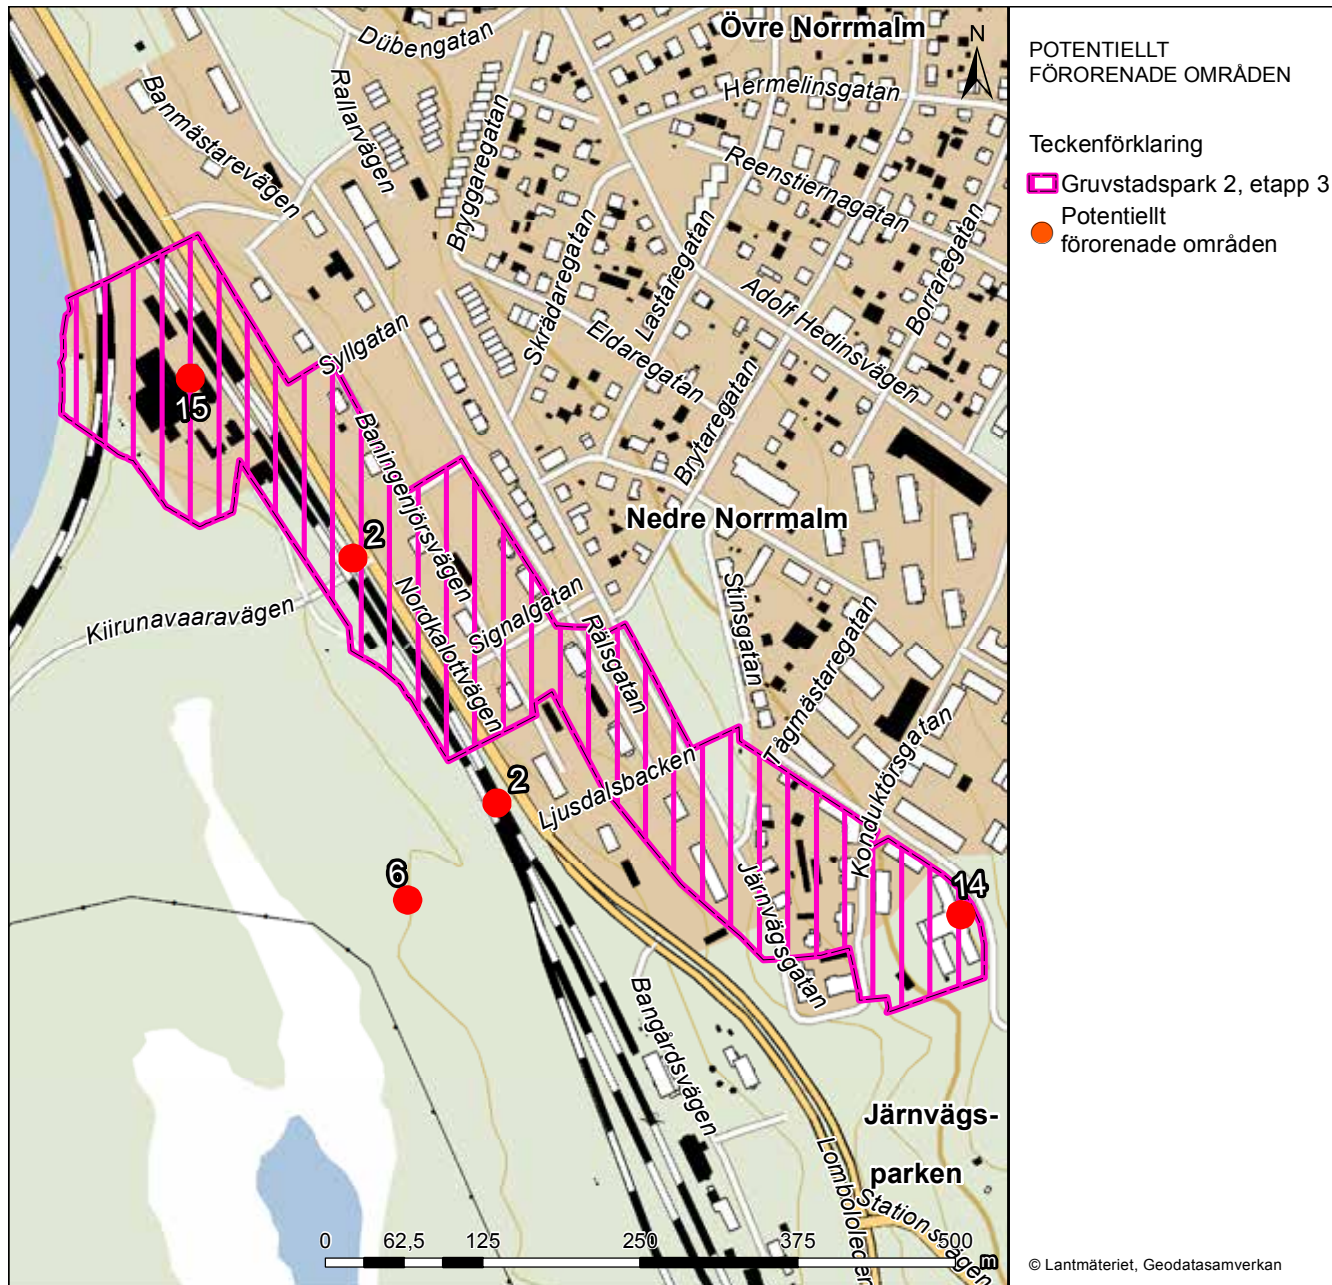 Övre Norrmalm
N
Dübengatan
Rallarvägen
Banmästarevägen
Bryggaregatan
Hermelinsgatan
Reenstiernagatan
Borraregatan
Lastaregatan
Skrädaregatan
Adolf Hedinsvägen
Eldaregatan
Syllgatan
Brytaregatan
15
Baningenjörsvägen
2
Nedre Norrmalm
Nordkalottvägen
Signalgatan
Kiirunavaaravägen
Rälsgatan
Stinsgatan
Tågmästaregatan
Konduktörsgatan
2
Ljusdalsbacken
6
14
Järnvägsgatan
Bangårdsvägen
Järnvägs-
parken
Lombololeden
Stationsvägen
0 62,5 125 250 375 500
m
POTENTIELLT
FÖRORENADE OMRÅDEN
Teckenförklaring
Gruvstadspark 2, etapp 3
Potentiellt
förorenade områden
© Lantmäteriet, Geodatasamverkan